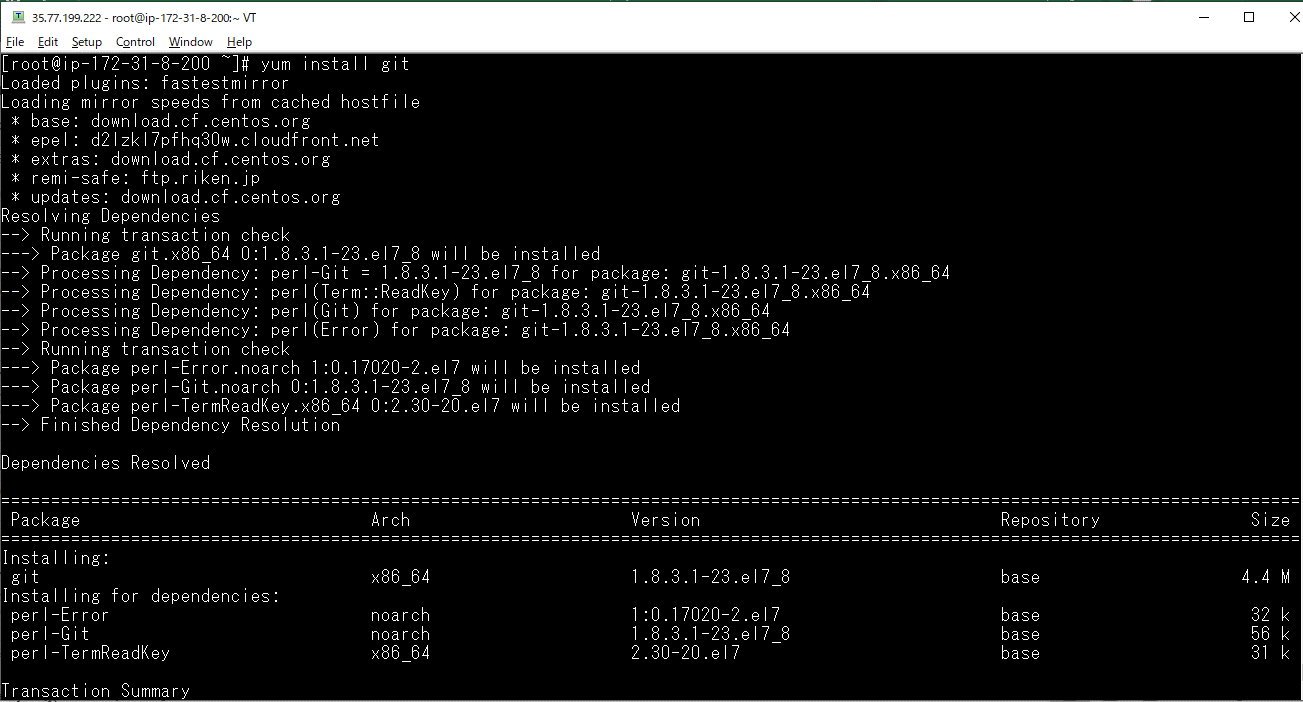 35.77.199.222 - root@ip-172-31-8-200:~ VT
File Edit Setup Control Window Help
[root@ip-172-31-8-200 ~]# yum install git
Loaded plugins: fastestmirror
Loading mirror speeds from cached hostfile
 * base: download.cf.centos.org
 * epel: d2lzkl7pfhq30w.cloudfront.net
 * extras: download.cf.centos.org
 * remi-safe: ftp.riken.jp
 * updates: download.cf.centos.org
Resolving Dependencies
--> Running transaction check
---> Package git.x86_64 0:1.8.3.1-23.el7_8 will be installed
--> Processing Dependency: perl-Git = 1.8.3.1-23.el7_8 for package: git-1.8.3.1-23.el7_8.x86_64
--> Processing Dependency: perl(Term::ReadKey) for package: git-1.8.3.1-23.el7_8.x86_64
--> Processing Dependency: perl(Git) for package: git-1.8.3.1-23.el7_8.x86_64
--> Processing Dependency: perl(Error) for package: git-1.8.3.1-23.el7_8.x86_64
--> Running transaction check
---> Package perl-Error.noarch 1:0.17020-2.el7 will be installed
---> Package perl-Git.noarch 0:1.8.3.1-23.el7_8 will be installed
---> Package perl-TermReadKey.x86_64 0:2.30-20.el7 will be installed
--> Finished Dependency Resolution
Dependencies Resolved
================================================================================
 Package Arch Version Repository Size
================================================================================
Installing:
 git x86_64 1.8.3.1-23.el7_8 base 4.4 M
Installing for dependencies:
 perl-Error noarch 1:0.17020-2.el7 base 32 k
 perl-Git noarch 1.8.3.1-23.el7_8 base 56 k
 perl-TermReadKey x86_64 2.30-20.el7 base 31 k
Transaction Summary